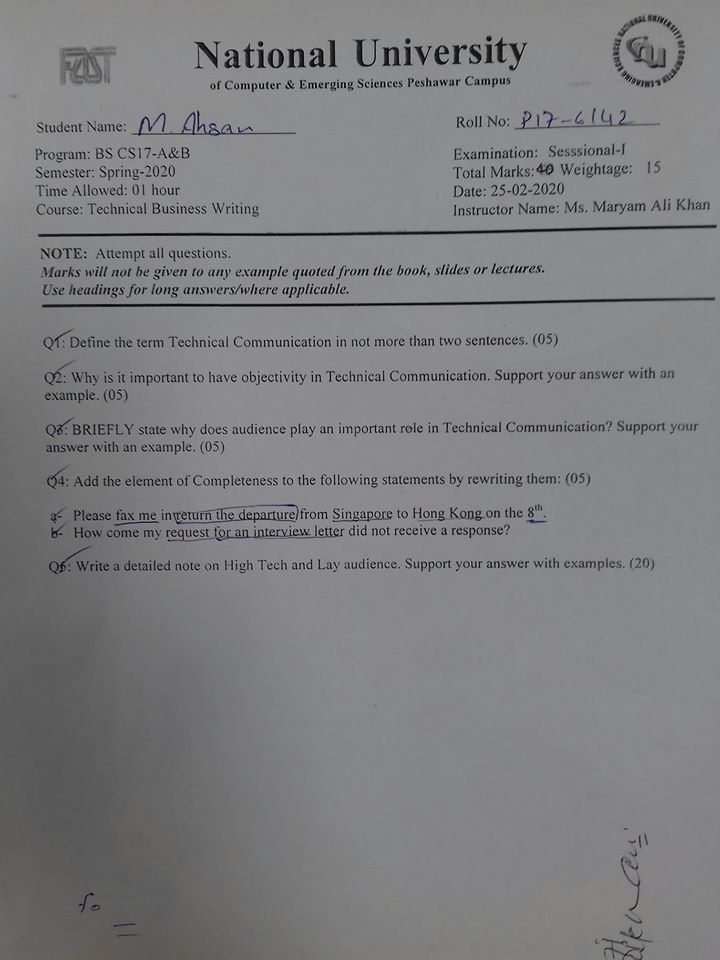 FAST
National University
of Computer & Emerging Sciences Peshawar Campus
Student Name: M. Ahsan
Roll No: P17-6142
Program: BS CS17-A&B
Examination: Sesssional-I
Semester: Spring-2020
Total Marks: 40 Weightage: 15
Time Allowed: 01 hour
Date: 25-02-2020
Course: Technical Business Writing
Instructor Name: Ms. Maryam Ali Khan
NOTE: Attempt all questions.
Marks will not be given to any example quoted from the book, slides or lectures.
Use headings for long answers/where applicable.
Q1: Define the term Technical Communication in not more than two sentences. (05)
Q2: Why is it important to have objectivity in Technical Communication. Support your answer with an
example. (05)
Q3: BRIEFLY state why does audience play an important role in Technical Communication? Support your
answer with an example. (05)
Q4: Add the element of Completeness to the following statements by rewriting them: (05)
a- Please fax me in return the departure from Singapore to Hong Kong on the 8th.
b- How come my request for an interview letter did not receive a response?
Q5: Write a detailed note on High Tech and Lay audience. Support your answer with examples. (20)